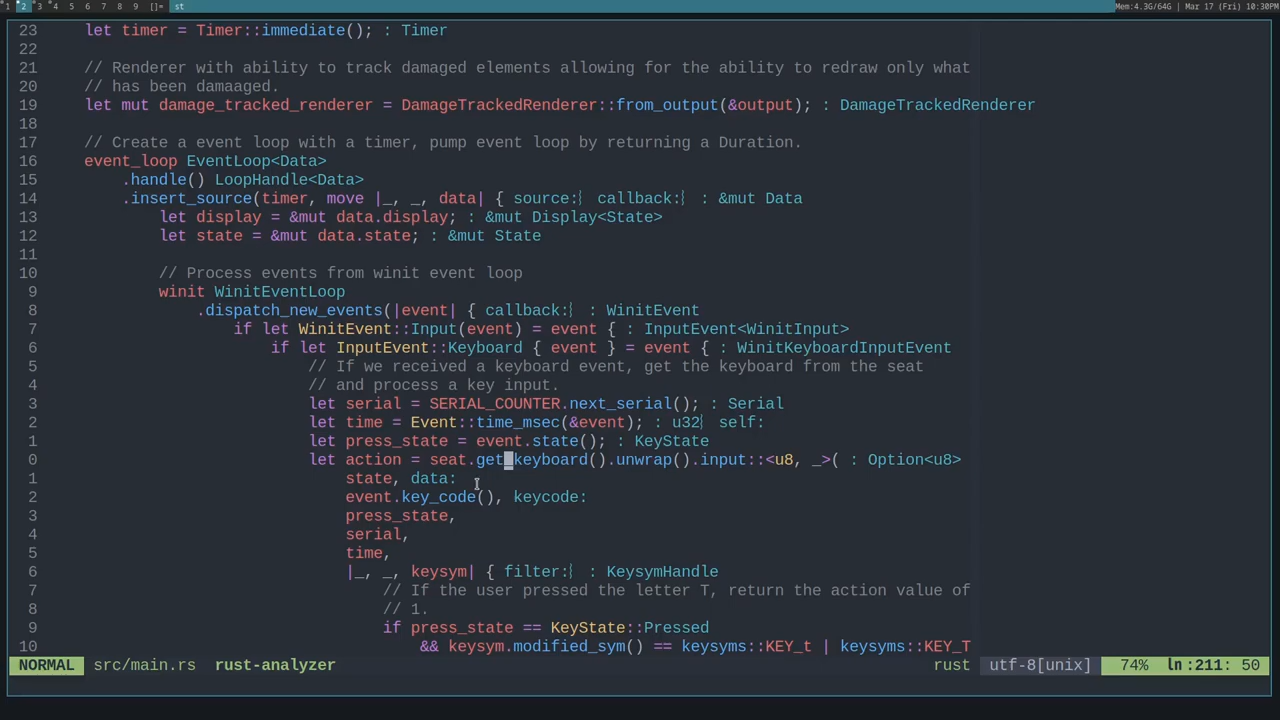 1 2 3 4 5 6 7 8 9 []= st Mem:4.3G/64G | Mar 17 (Fri) 10:30PM
23 let timer = Timer::immediate(); : Timer
22
21 // Renderer with ability to track damaged elements allowing for the ability to redraw only what
20 // has been damaaged.
19 let mut damage_tracked_renderer = DamageTrackedRenderer::from_output(&output); : DamageTrackedRenderer
18
17 // Create a event loop with a timer, pump event loop by returning a Duration.
16 event_loop EventLoop<Data>
15 .handle() LoopHandle<Data>
14 .insert_source(timer, move |_, _, data| { source:⦚ callback:⦚ : &mut Data
13 let display = &mut data.display; : &mut Display<State>
12 let state = &mut data.state; : &mut State
11
10 // Process events from winit event loop
9 winit WinitEventLoop
8 .dispatch_new_events(|event| { callback:⦚ : WinitEvent
7 if let WinitEvent::Input(event) = event { : InputEvent<WinitInput>
6 if let InputEvent::Keyboard { event } = event { : WinitKeyboardInputEvent
5 // If we received a keyboard event, get the keyboard from the seat
4 // and process a key input.
3 let serial = SERIAL_COUNTER.next_serial(); : Serial
2 let time = Event::time_msec(&event); : u32⦚ self:
1 let press_state = event.state(); : KeyState
0 let action = seat.get_keyboard().unwrap().input::<u8, _>( : Option<u8>
1 state, data:
2 event.key_code(), keycode:
3 press_state,
4 serial,
5 time,
6 |_, _, keysym| { filter:⦚ : KeysymHandle
7 // If the user pressed the letter T, return the action value of
8 // 1.
9 if press_state == KeyState::Pressed
10 && keysym.modified_sym() == keysyms::KEY_t | keysyms::KEY_T
NORMAL src/main.rs rust-analyzer rust utf-8[unix] 74% ln :211: 50